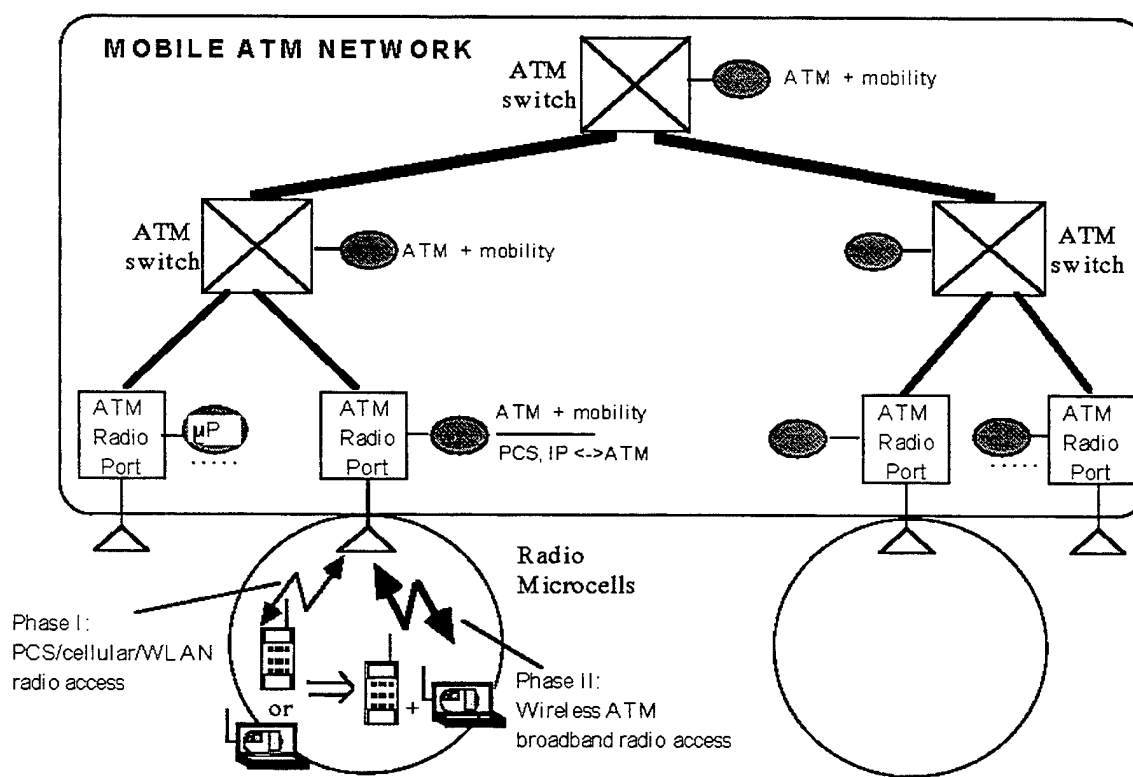 MOBILE ATM NETWORK
ATM
switch
ATM + mobility
ATM
switch
ATM + mobility
ATM
switch
ATM
Radio
Port
µP
.....
ATM
Radio
Port
ATM + mobility
PCS, IP <->ATM
ATM
Radio
Port
.....
ATM
Radio
Port
Radio
Microcells
Phase I:
PCS/cellular/WLAN
radio access
or
+
Phase II:
Wireless ATM
broadband radio access